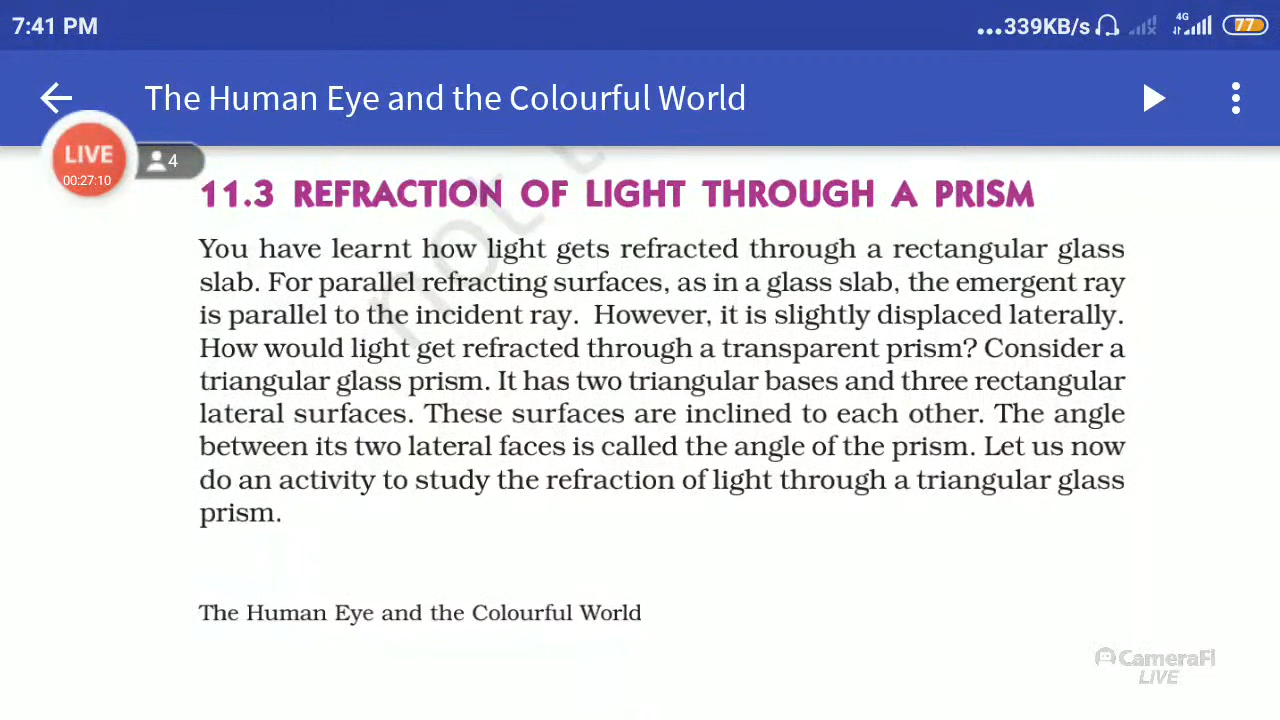 7:41 PM
...339KB/s 4G 77
The Human Eye and the Colourful World
LIVE
00:27:10
4
not t
11.3 REFRACTION OF LIGHT THROUGH A PRISM
You have learnt how light gets refracted through a rectangular glass
slab. For parallel refracting surfaces, as in a glass slab, the emergent ray
is parallel to the incident ray. However, it is slightly displaced laterally.
How would light get refracted through a transparent prism? Consider a
triangular glass prism. It has two triangular bases and three rectangular
lateral surfaces. These surfaces are inclined to each other. The angle
between its two lateral faces is called the angle of the prism. Let us now
do an activity to study the refraction of light through a triangular glass
prism.
The Human Eye and the Colourful World
CameraFi
LIVE